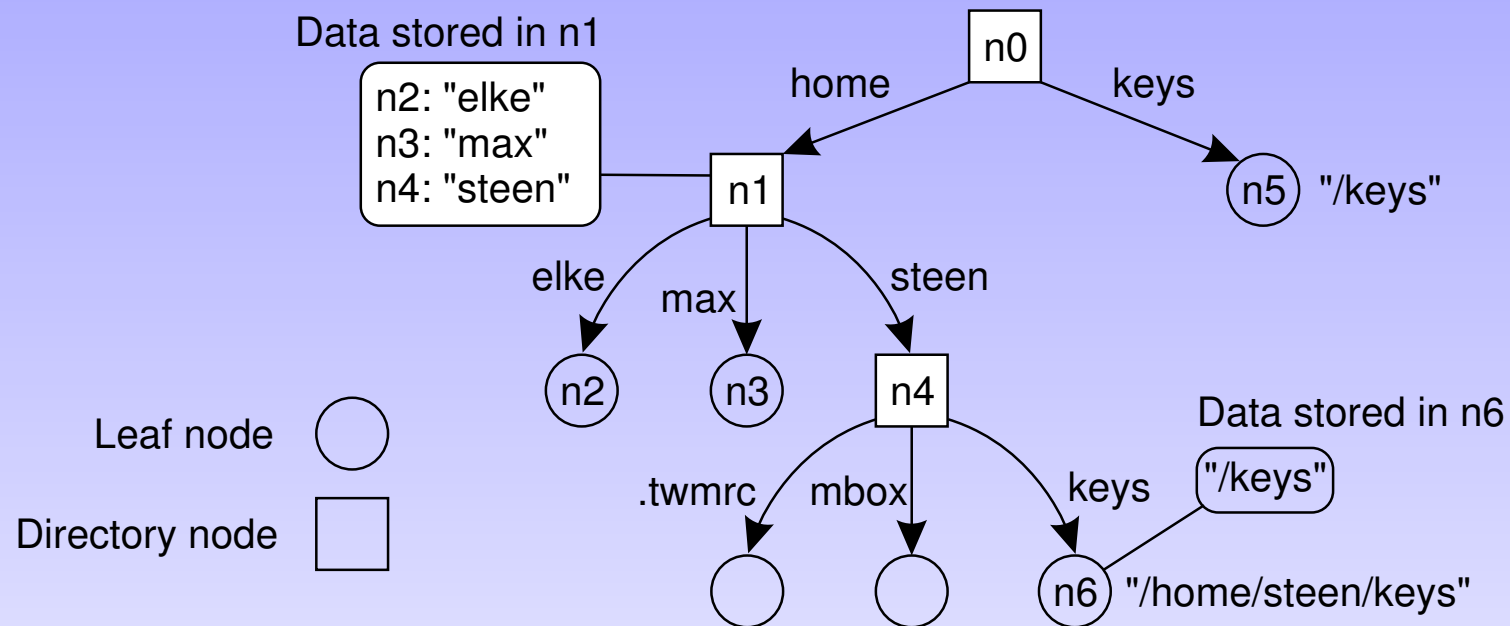 Data stored in n1
n0
n2: "elke"
n3: "max"
n4: "steen"
home
keys
n1
n5
"/keys"
elke
max
steen
n2
n3
n4
Leaf node
Data stored in n6
"/keys"
.twmrc
mbox
keys
Directory node
n6
"/home/steen/keys"